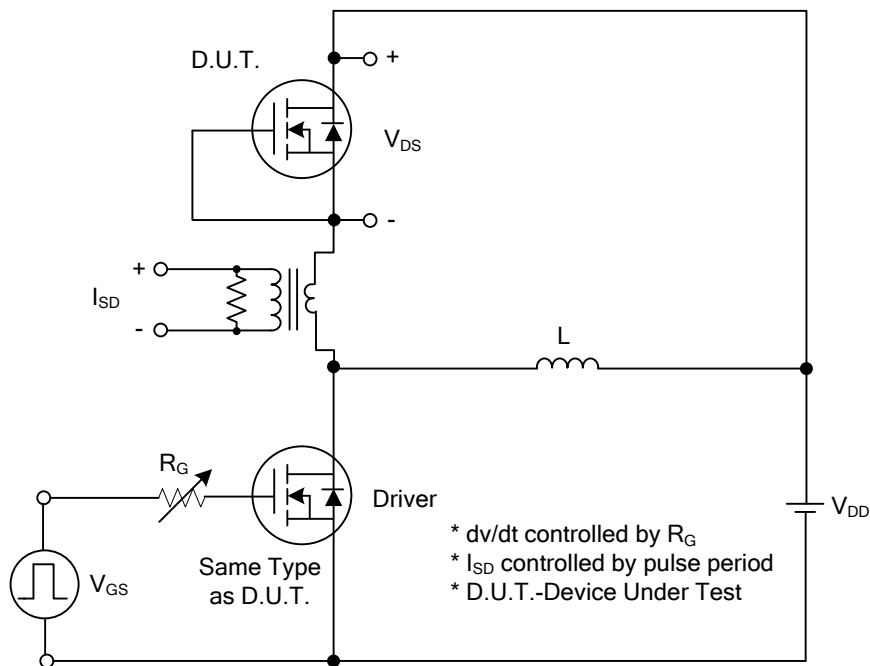 D.U.T.
+
V_DS
-
+
I_SD
-
L
R_G
Driver
V_DD
V_GS
Same Type
as D.U.T.
* dv/dt controlled by R_G
* I_SD controlled by pulse period
* D.U.T.-Device Under Test